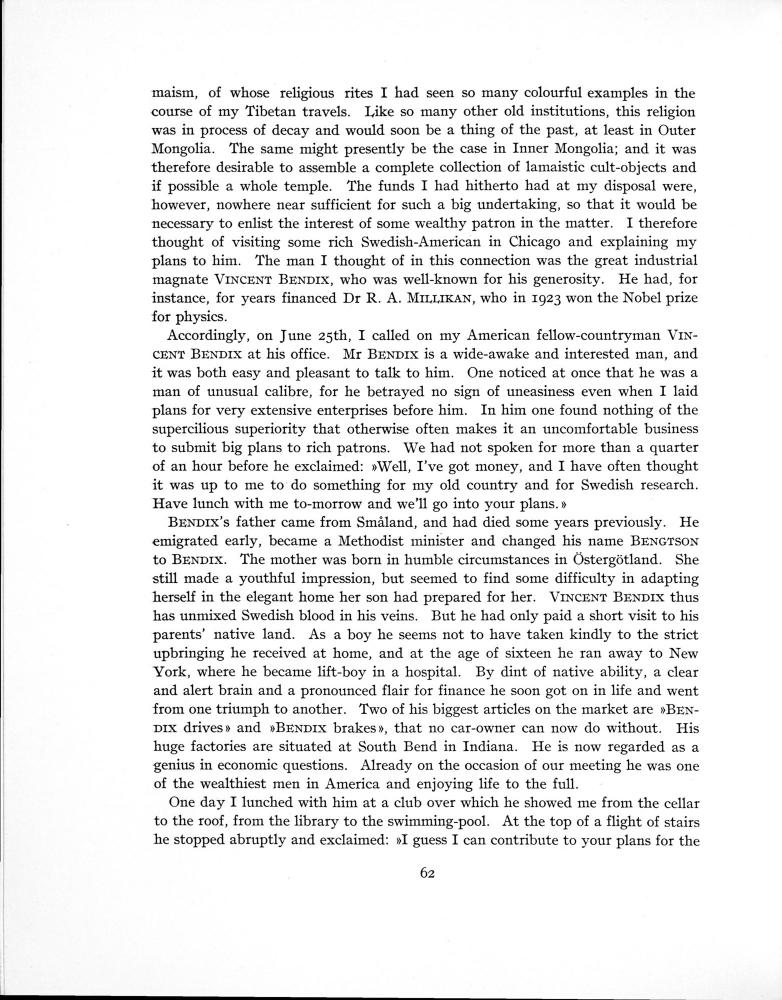 maism, of whose religious rites I had seen so many colourful examples in the
course of my Tibetan travels. Like so many other old institutions, this religion
was in process of decay and would soon be a thing of the past, at least in Outer
Mongolia. The same might presently be the case in Inner Mongolia; and it was
therefore desirable to assemble a complete collection of lamaistic cult-objects and
if possible a whole temple. The funds I had hitherto had at my disposal were,
however, nowhere near sufficient for such a big undertaking, so that it would be
necessary to enlist the interest of some wealthy patron in the matter. I therefore
thought of visiting some rich Swedish-American in Chicago and explaining my
plans to him. The man I thought of in this connection was the great industrial
magnate VINCENT BENDIX, who was well-known for his generosity. He had, for
instance, for years financed Dr R. A. MILLIKAN, who in 1923 won the Nobel prize
for physics.
Accordingly, on June 25th, I called on my American fellow-countryman VIN-
CENT BENDIX at his office. Mr BENDIX is a wide-awake and interested man, and
it was both easy and pleasant to talk to him. One noticed at once that he was a
man of unusual calibre, for he betrayed no sign of uneasiness even when I laid
plans for very extensive enterprises before him. In him one found nothing of the
supercilious superiority that otherwise often makes it an uncomfortable business
to submit big plans to rich patrons. We had not spoken for more than a quarter
of an hour before he exclaimed: »Well, I've got money, and I have often thought
it was up to me to do something for my old country and for Swedish research.
Have lunch with me to-morrow and we'll go into your plans.»
BENDIX's father came from Småland, and had died some years previously. He
emigrated early, became a Methodist minister and changed his name BENGTSON
to BENDIX. The mother was born in humble circumstances in Östergötland. She
still made a youthful impression, but seemed to find some difficulty in adapting
herself in the elegant home her son had prepared for her. VINCENT BENDIX thus
has unmixed Swedish blood in his veins. But he had only paid a short visit to his
parents' native land. As a boy he seems not to have taken kindly to the strict
upbringing he received at home, and at the age of sixteen he ran away to New
York, where he became lift-boy in a hospital. By dint of native ability, a clear
and alert brain and a pronounced flair for finance he soon got on in life and went
from one triumph to another. Two of his biggest articles on the market are »BEN-
DIX drives» and »BENDIX brakes», that no car-owner can now do without. His
huge factories are situated at South Bend in Indiana. He is now regarded as a
genius in economic questions. Already on the occasion of our meeting he was one
of the wealthiest men in America and enjoying life to the full.
One day I lunched with him at a club over which he showed me from the cellar
to the roof, from the library to the swimming-pool. At the top of a flight of stairs
he stopped abruptly and exclaimed: »I guess I can contribute to your plans for the
62